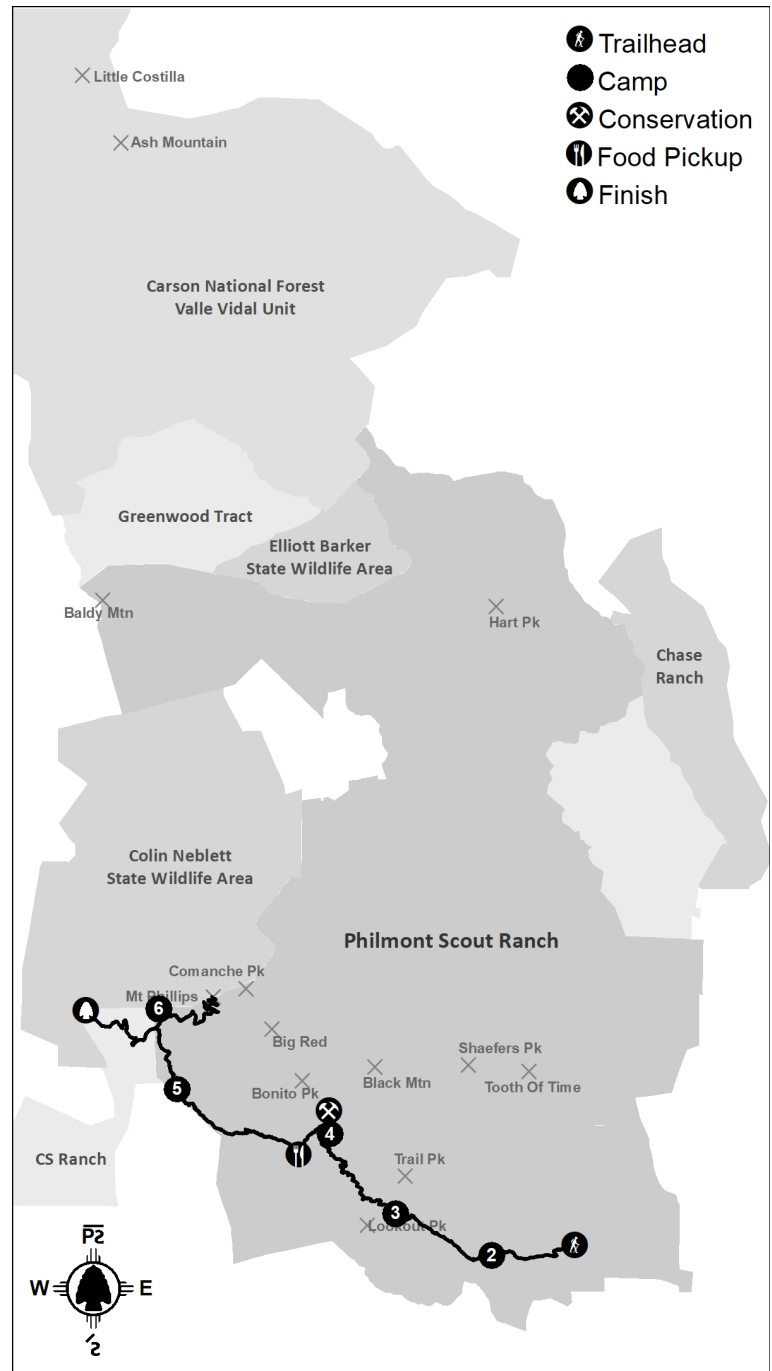 Little Costilla
Ash Mountain
Trailhead
Camp
Conservation
Food Pickup
Finish
Carson National Forest
Valle Vidal Unit
Greenwood Tract
Elliott Barker
State Wildlife Area
Baldy Mtn
Hart Pk
Chase
Ranch
Colin Neblett
State Wildlife Area
Philmont Scout Ranch
Comanche Pk
Mt Phillips
6
Big Red
Shaefers Pk
Black Mtn
Tooth Of Time
5
Bonito Pk
4
CS Ranch
Trail Pk
3
Lookout Pk
2
W
E